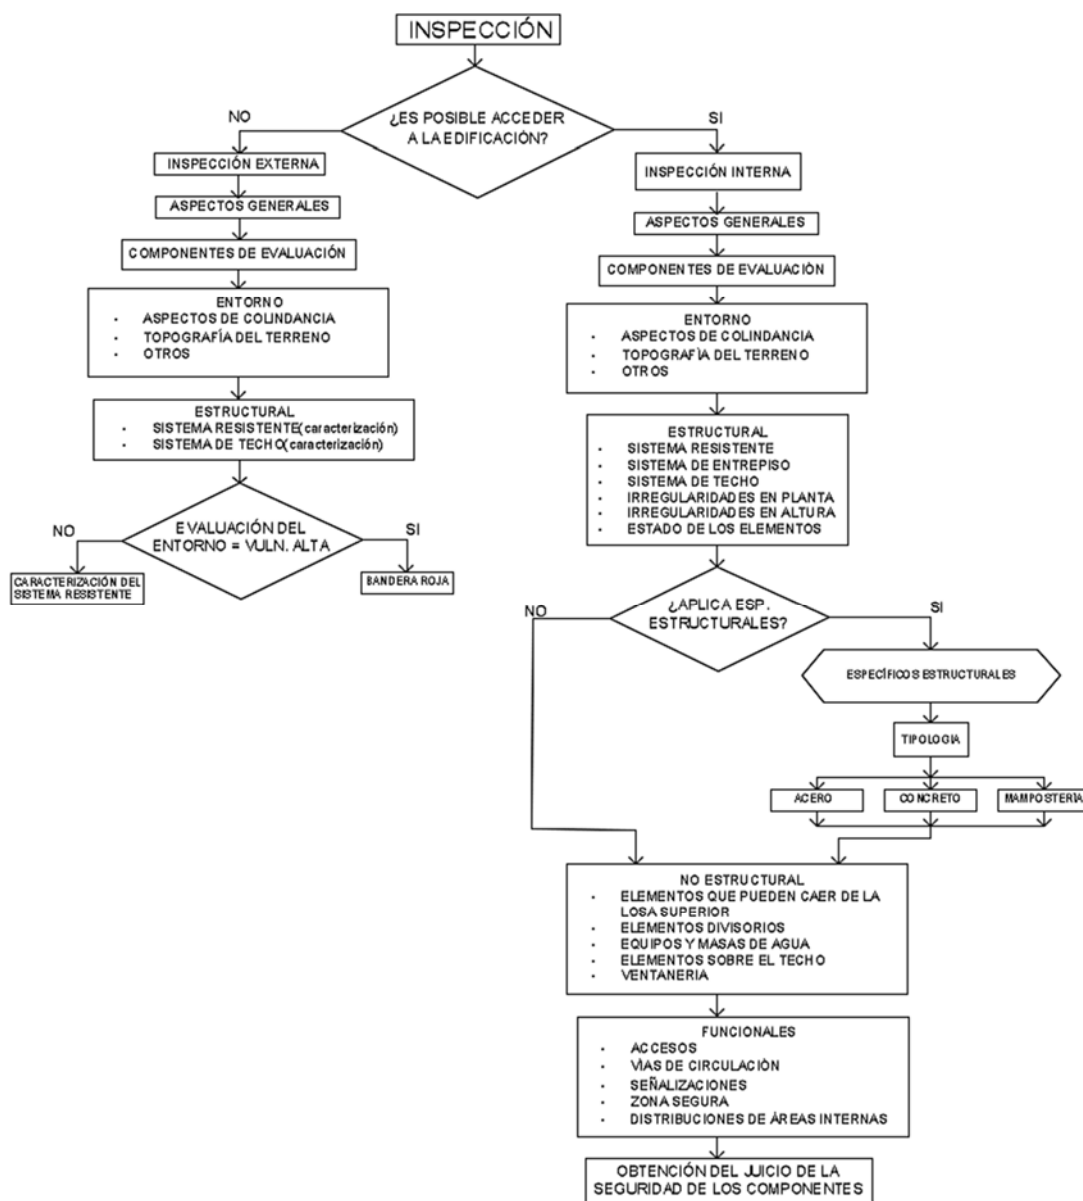 INSPECCIÓN
¿ES POSIBLE ACCEDER
A LA EDIFICACIÓN?
NO
SI
INSPECCIÓN EXTERNA
ASPECTOS GENERALES
COMPONENTES DE EVALUACIÓN
ENTORNO
· ASPECTOS DE COLINDANCIA
· TOPOGRAFÍA DEL TERRENO
· OTROS
ESTRUCTURAL
· SISTEMA RESISTENTE(caracterización)
· SISTEMA DE TECHO(caracterización)
EVALUACIÓN DEL
ENTORNO = VULN. ALTA
NO
SI
CARACTERIZACIÓN DEL
SISTEMA RESISTENTE
BANDERA ROJA
INSPECCIÓN INTERNA
ASPECTOS GENERALES
COMPONENTES DE EVALUACIÒN
ENTORNO
· ASPECTOS DE COLINDANCIA
· TOPOGRAFÍA DEL TERRENO
· OTROS
ESTRUCTURAL
· SISTEMA RESISTENTE
· SISTEMA DE ENTREPISO
· SISTEMA DE TECHO
· IRREGULARIDADES EN PLANTA
· IRREGULARIDADES EN ALTURA
· ESTADO DE LOS ELEMENTOS
¿APLICA ESP.
ESTRUCTURALES?
NO
SI
ESPECÍFICOS ESTRUCTURALES
TIPOLOGIA
ACERO
CONCRETO
MAMPOSTERÍA
NO ESTRUCTURAL
· ELEMENTOS QUE PUEDEN CAER DE LA
LOSA SUPERIOR
· ELEMENTOS DIVISORIOS
· EQUIPOS Y MASAS DE AGUA
· ELEMENTOS SOBRE EL TECHO
· VENTANERIA
FUNCIONALES
· ACCESOS
· VÌAS DE CIRCULACIÒN
· SEÑALIZACIONES
· ZONA SEGURA
· DISTRIBUCIONES DE ÁREAS INTERNAS
OBTENCIÓN DEL JUICIO DE LA
SEGURIDAD DE LOS COMPONENTES